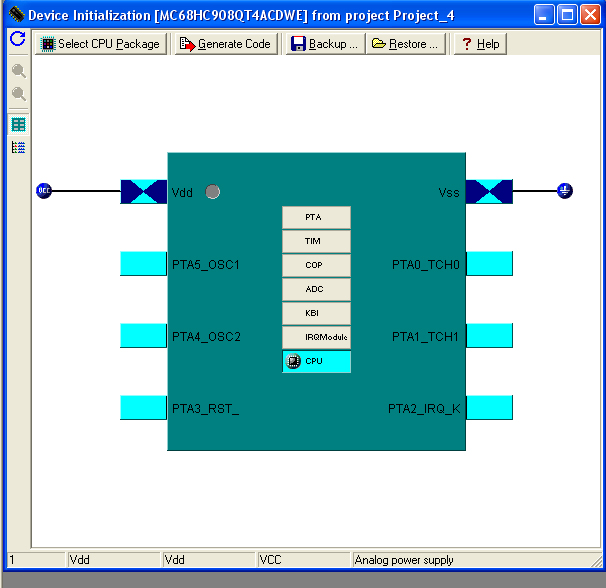 Device Initialization [MC68HC908QT4ACDWE] from project Project_4
Select CPU Package Generate Code Backup ... Restore ... ? Help
VCC Vdd Vss
PTA
TIM
PTA5_OSC1 COP PTA0_TCH0
ADC
KBI
PTA4_OSC2 IRQModule PTA1_TCH1
CPU
PTA3_RST_ PTA2_IRQ_K
1 Vdd Vdd VCC Analog power supply